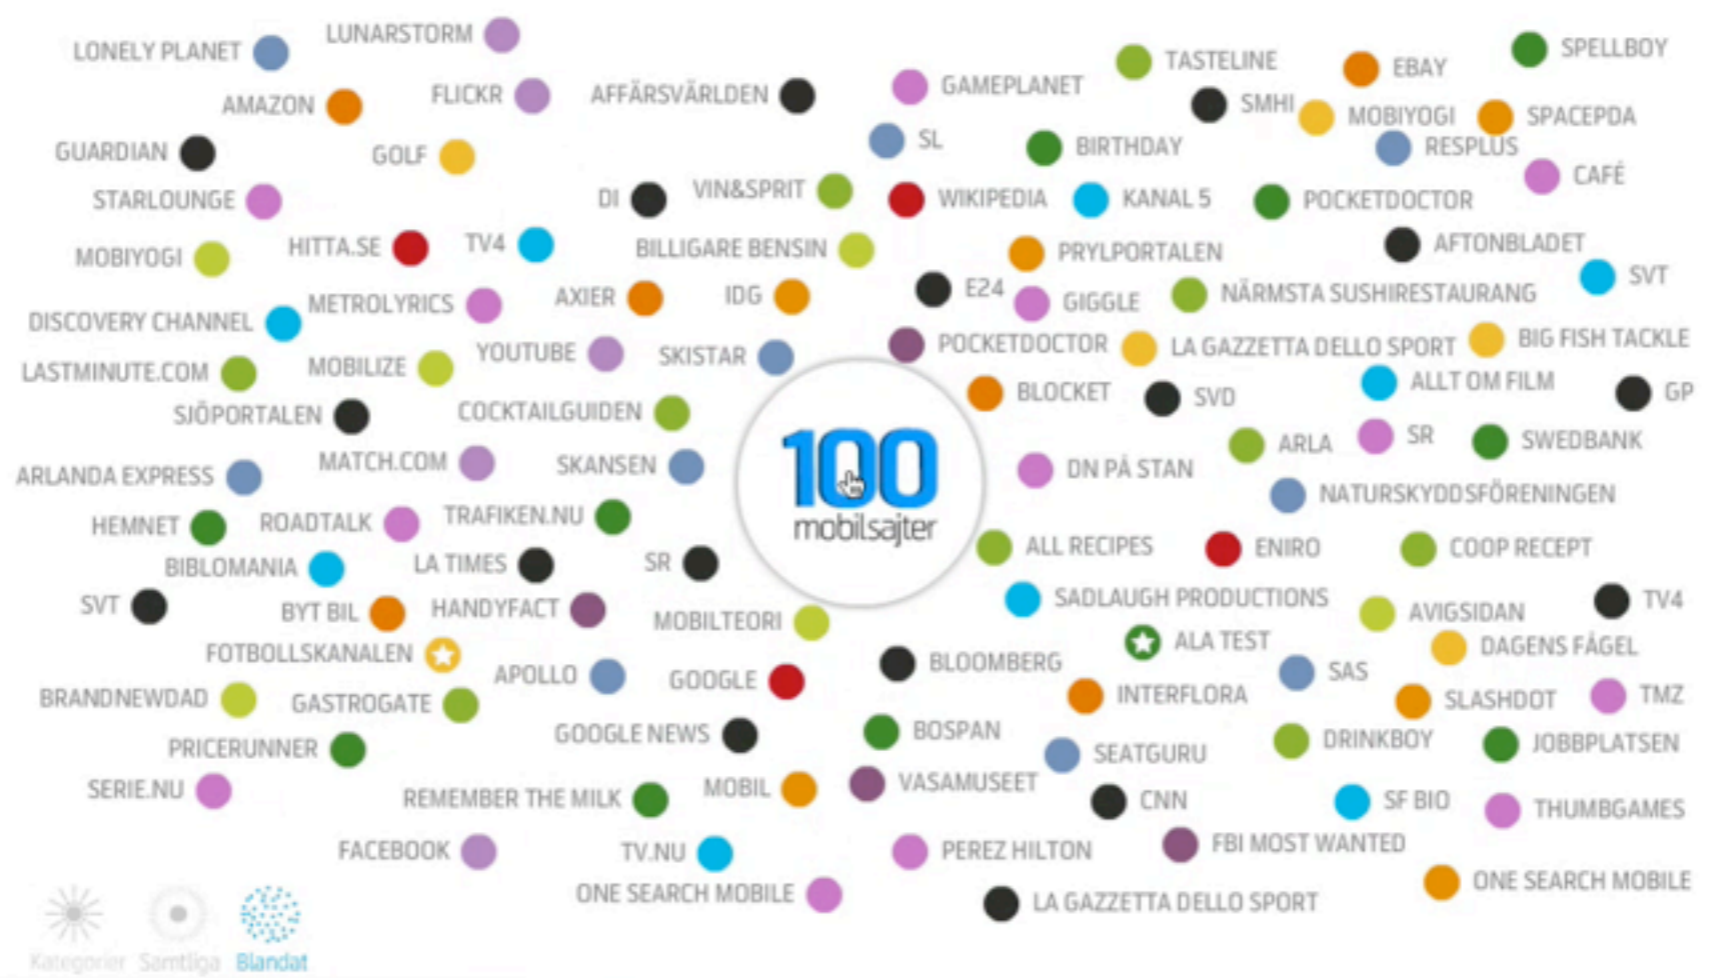 LUNARSTORM
LONELY PLANET
AMAZON
FLICKR
AFFÄRSVÄRLDEN
GUARDIAN
GOLF
STARLOUNGE
DI
VIN&SPRIT
MOBIYOGI
HITTA.SE
TV4
BILLIGARE BENSIN
AXIER
IDG
METROLYRICS
DISCOVERY CHANNEL
YOUTUBE
SKISTAR
LASTMINUTE.COM
MOBILIZE
SJÖPORTALEN
COCKTAILGUIDEN
MATCH.COM
SKANSEN
ARLANDA EXPRESS
HEMNET
ROADTALK
TRAFIKEN.NU
BIBLOMANIA
LA TIMES
SR
SVT
BYT BIL
HANDYFACT
MOBILTEORI
FOTBOLLSKANALEN
APOLLO
GOOGLE
BRANDNEWDAD
GASTROGATE
GOOGLE NEWS
PRICERUNNER
SERIE.NU
REMEMBER THE MILK
MOBIL
FACEBOOK
TV.NU
ONE SEARCH MOBILE
100
mobilsajter
SPELLBOY
TASTELINE
EBAY
GAMEPLANET
SMHI
MOBIYOGI
SPACEPDA
SL
BIRTHDAY
RESPLUS
CAFÉ
WIKIPEDIA
KANAL 5
POCKETDOCTOR
AFTONBLADET
PRYLPORTALEN
SVT
E24
GIGGLE
NÄRMSTA SUSHIRESTAURANG
POCKETDOCTOR
LA GAZZETTA DELLO SPORT
BIG FISH TACKLE
BLOCKET
SVD
ALLT OM FILM
GP
ARLA
SR
SWEDBANK
DN PÅ STAN
NATURSKYDDSFÖRENINGEN
ALL RECIPES
ENIRO
COOP RECEPT
SADLAUGH PRODUCTIONS
AVIGSIDAN
TV4
ALA TEST
DAGENS FÅGEL
BLOOMBERG
SAS
INTERFLORA
SLASHDOT
TMZ
BOSPAN
DRINKBOY
JOBBPLATSEN
SEATGURU
VASAMUSEET
CNN
SF BIO
THUMBGAMES
PEREZ HILTON
FBI MOST WANTED
ONE SEARCH MOBILE
LA GAZZETTA DELLO SPORT
Kategorier Samtliga Blandat